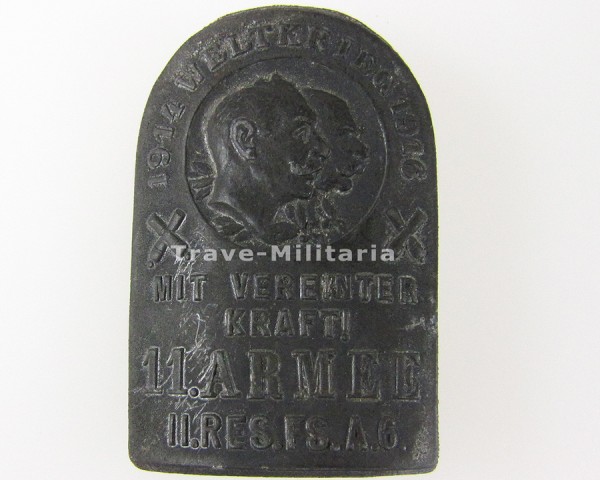 1914 WELTKRIEG 1916
Trave-Militaria
MIT VEREINTER
KRAFT!
11.ARMEE
II.RES.FS.A.6.